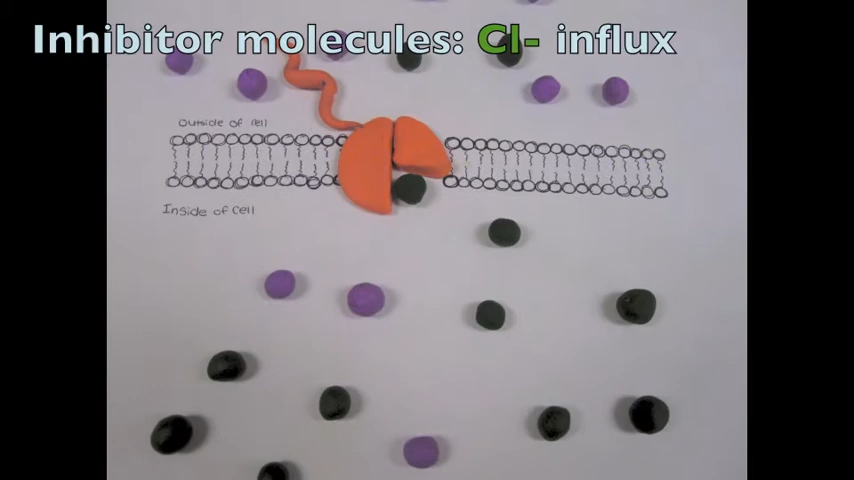 Inhibitor molecules: Cl- influx
Outside of cell
Inside of Cell